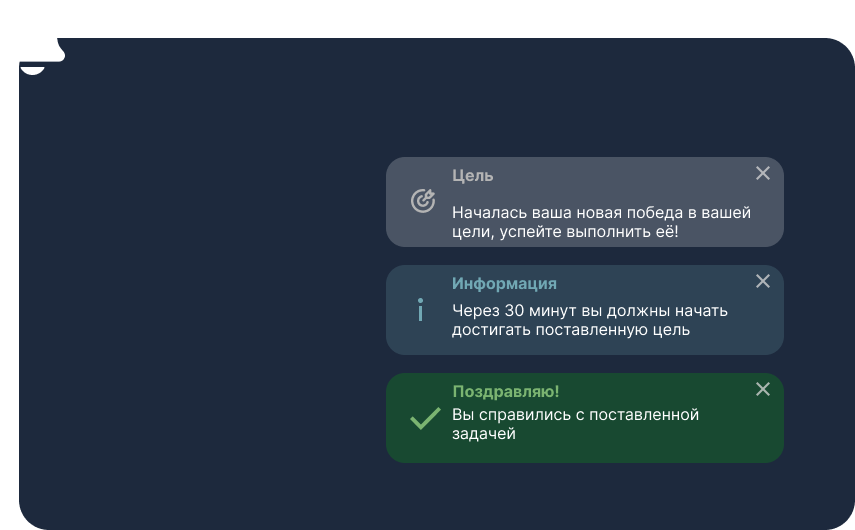 Цель
Началась ваша новая победа в вашей
цели, успейте выполнить её!
Информация
Через 30 минут вы должны начать
достигать поставленную цель
Поздравляю!
Вы справились с поставленной
задачей